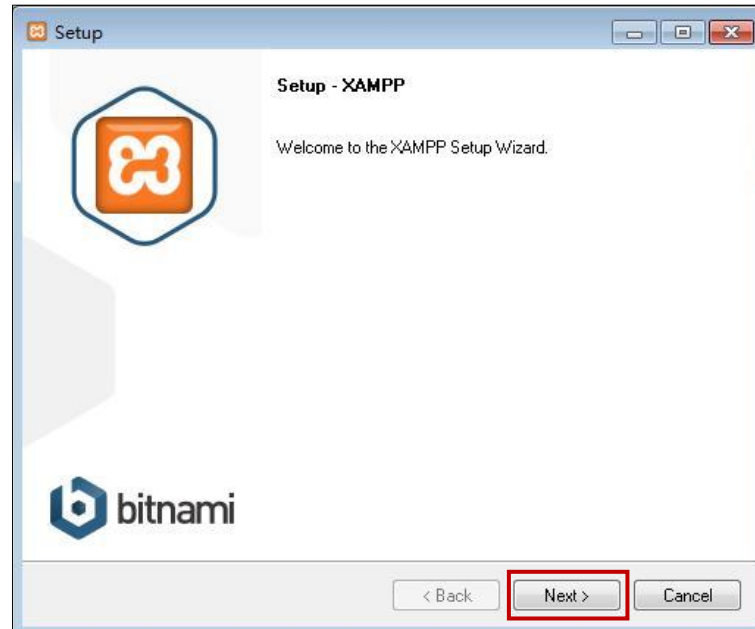 Setup
Setup - XAMPP
Welcome to the XAMPP Setup Wizard.
bitnami
< Back
Next >
Cancel